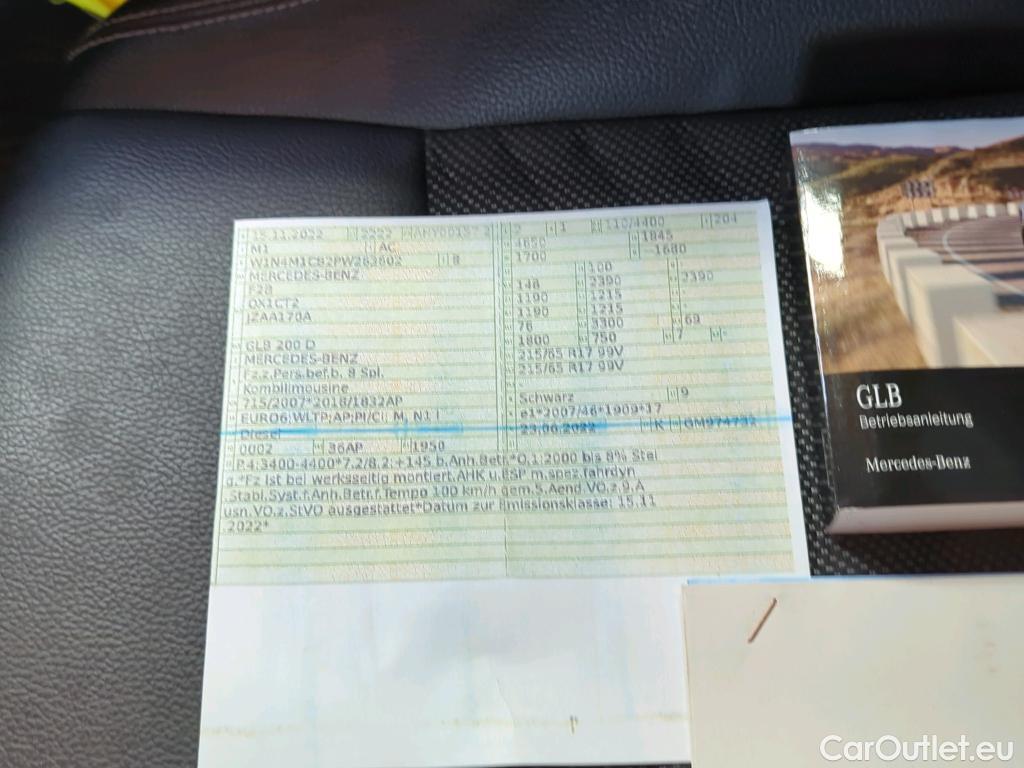 15.11.2022 2222 2 1 110/4400 204
M1 AC 4650 1845
8 1700 1680
MERCEDES-BENZ 100
F2B 148 2390 2390
QX1CT2 1190 1215
JZAA170A 1190 1215
76 3300 69
GLB 200 D 1800 750 7
MERCEDES-BENZ 215/65 R17 99V
Fz.z.Pers.bef.b. 8 Spl. 215/65 R17 99V
Kombilimousine
715/2007*2018/1832AP Schwarz 9
EURO6;WLTP;AP;PI/CI; M, N1 I e1*2007/46*1909*17
Diesel 23.06.2022 K GM974732
0002 36AP 1950
P.4:3400-4400*7.2/8.2:+145 b.Anh.Betr.*O.1:2000 bis 8% Stei
g.*Fz ist bei werksseitig montiert.AHK u.ESP m.spez.fahrdyn
.Stabi.Syst.f.Anh.Betr.f.Tempo 100 km/h gem.5.Aend.VO.z.9.A
usn.VO.z.StVO ausgestattet*Datum zur Emissionsklasse: 15.11
.2022*
GLB
Betriebsanleitung
Mercedes-Benz
CarOutlet.eu